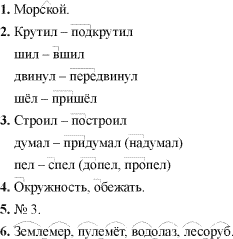 1. Морской.
2. Крутил – подкрутил
шил – вшил
двинул – передвинул
шёл – пришёл
3. Строил – построил
думал – придумал (надумал)
пел – спел (допел, пропел)
4. Окружность, обежать.
5. № 3.
6. Землемер, пулемёт, водолаз, лесоруб.